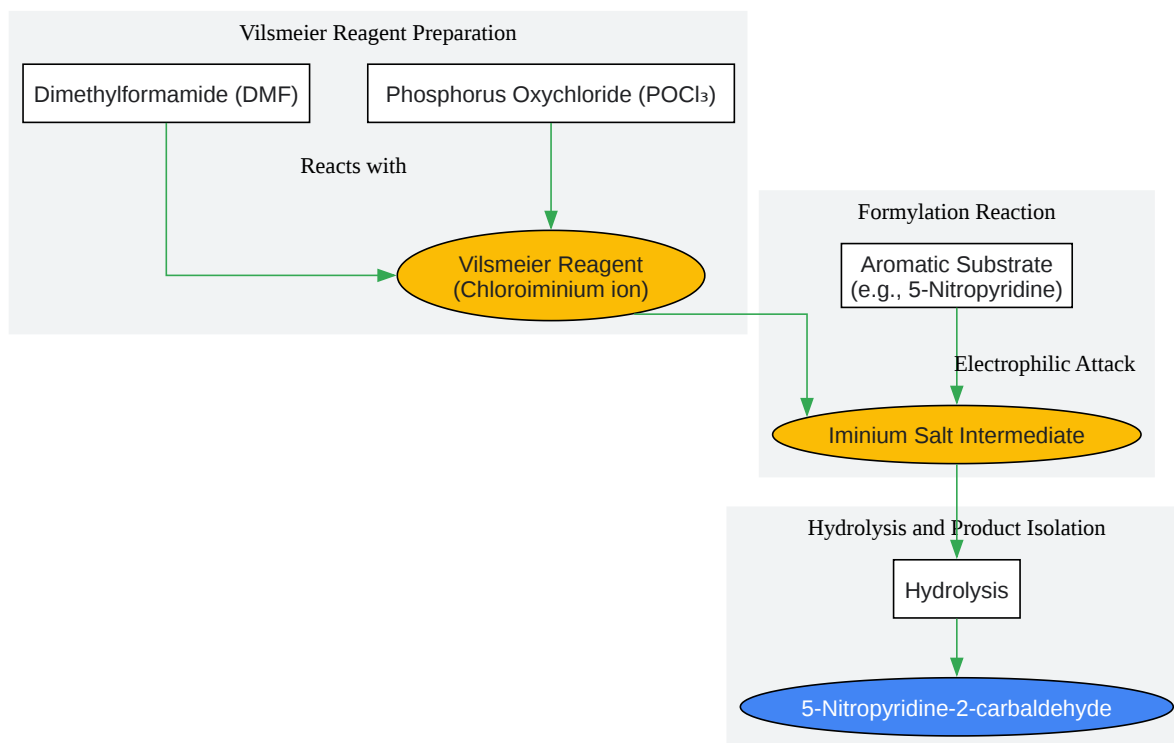 Vilsmeier Reagent Preparation
Dimethylformamide (DMF)
Phosphorus Oxychloride (POCl₃)
Reacts with
Vilsmeier Reagent
(Chloroiminium ion)
Formylation Reaction
Aromatic Substrate
(e.g., 5-Nitropyridine)
Electrophilic Attack
Iminium Salt Intermediate
Hydrolysis and Product Isolation
Hydrolysis
5-Nitropyridine-2-carbaldehyde